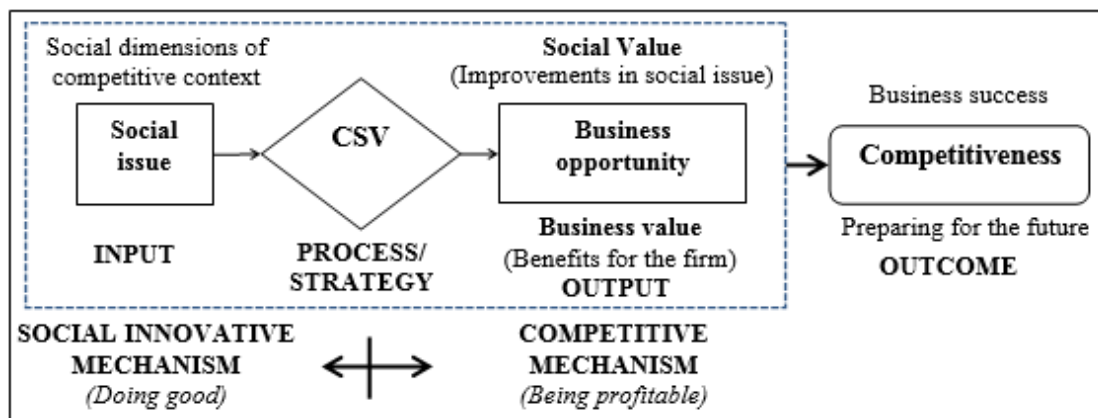 Social dimensions of
competitive context
Social
issue
INPUT
CSV
PROCESS/
STRATEGY
Social Value
(Improvements in social issue)
Business
opportunity
Business value
(Benefits for the firm)
OUTPUT
Business success
Competitiveness
Preparing for the future
OUTCOME
SOCIAL INNOVATIVE
MECHANISM
(Doing good)
COMPETITIVE
MECHANISM
(Being profitable)